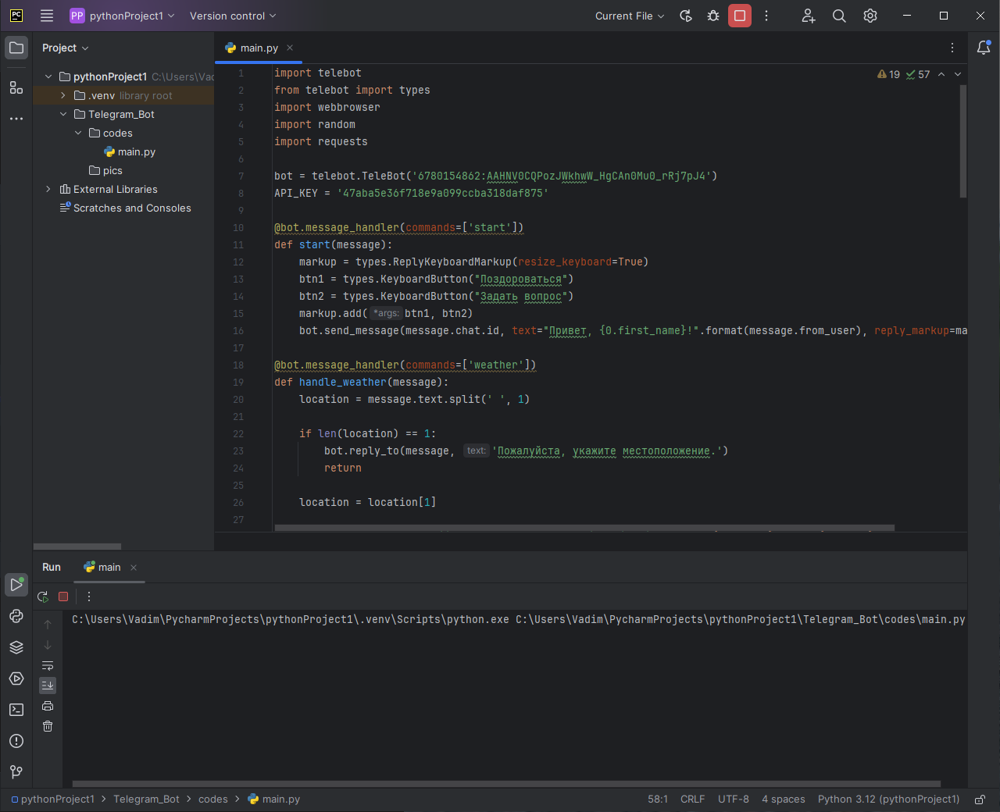 PC
PP pythonProject1 Version control Current File
Project
pythonProject1 C:\Users\Vad
.venv library root
Telegram_Bot
codes
main.py
pics
External Libraries
Scratches and Consoles
main.py
19 57
1 import telebot
2 from telebot import types
3 import webbrowser
4 import random
5 import requests
6
7 bot = telebot.TeleBot('6780154862:AAHNV0CQPozJWkhwW_HgCAn0Mu0_rRj7pJ4')
8 API_KEY = '47aba5e36f718e9a099ccba318daf875'
9
10 @bot.message_handler(commands=['start'])
11 def start(message):
12 markup = types.ReplyKeyboardMarkup(resize_keyboard=True)
13 btn1 = types.KeyboardButton("Поздороваться")
14 btn2 = types.KeyboardButton("Задать вопрос")
15 markup.add( *args: btn1, btn2)
16 bot.send_message(message.chat.id, text="Привет, {0.first_name}!".format(message.from_user), reply_markup=ma
17
18 @bot.message_handler(commands=['weather'])
19 def handle_weather(message):
20 location = message.text.split(' ', 1)
21
22 if len(location) == 1:
23 bot.reply_to(message, text: 'Пожалуйста, укажите местоположение.')
24 return
25
26 location = location[1]
27
Run main
C:\Users\Vadim\PycharmProjects\pythonProject1\.venv\Scripts\python.exe C:\Users\Vadim\PycharmProjects\pythonProject1\Telegram_Bot\codes\main.py
pythonProject1 > Telegram_Bot > codes > main.py 58:1 CRLF UTF-8 4 spaces Python 3.12 (pythonProject1)